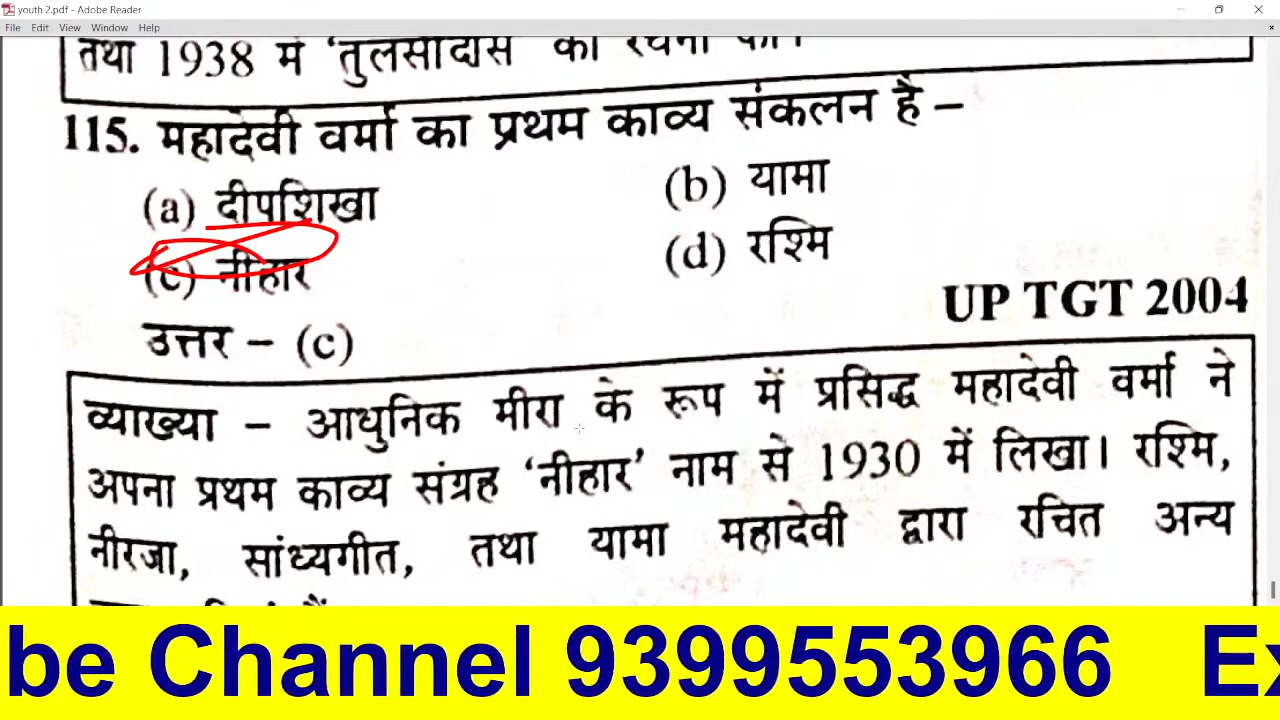 youth 2.pdf - Adobe Reader
File Edit View Window Help
तथा 1938 में 'तुलसीदास' की रचना की।
115. महादेवी वर्मा का प्रथम काव्य संकलन है –
(a) दीपशिखा (b) यामा
(c) नीहार (d) रश्मि
UP TGT 2004
उत्तर – (c)
व्याख्या – आधुनिक मीरा के रूप में प्रसिद्ध महादेवी वर्मा ने
अपना प्रथम काव्य संग्रह 'नीहार' नाम से 1930 में लिखा। रश्मि,
नीरजा, सांध्यगीत, तथा यामा महादेवी द्वारा रचित अन्य
be Channel 9399553966 Ex